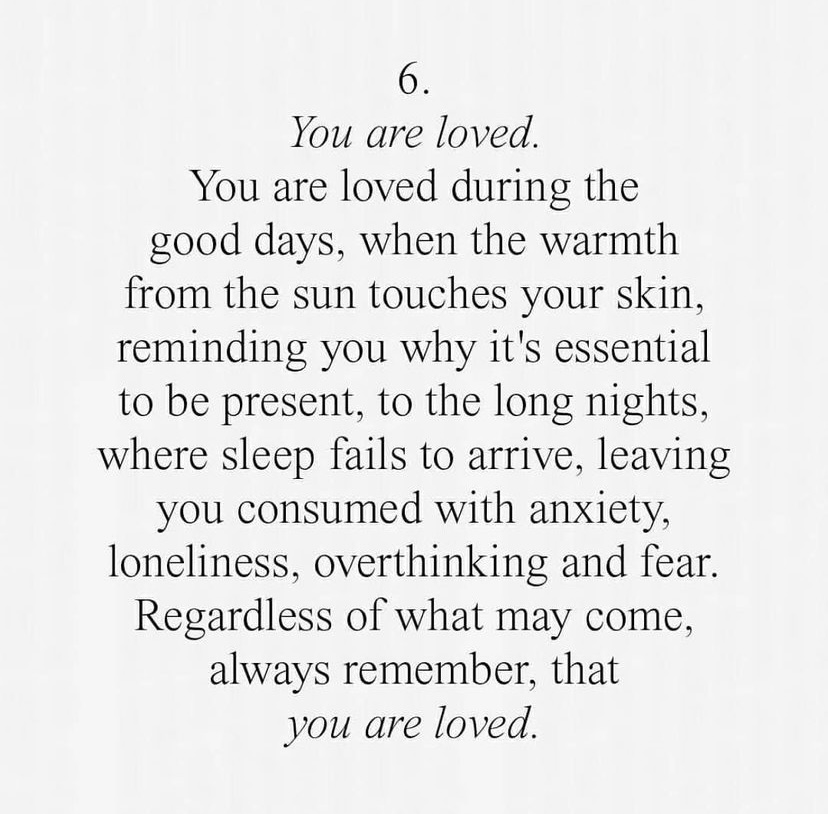 6.
You are loved.
You are loved during the
good days, when the warmth
from the sun touches your skin,
reminding you why it's essential
to be present, to the long nights,
where sleep fails to arrive, leaving
you consumed with anxiety,
loneliness, overthinking and fear.
Regardless of what may come,
always remember, that
you are loved.